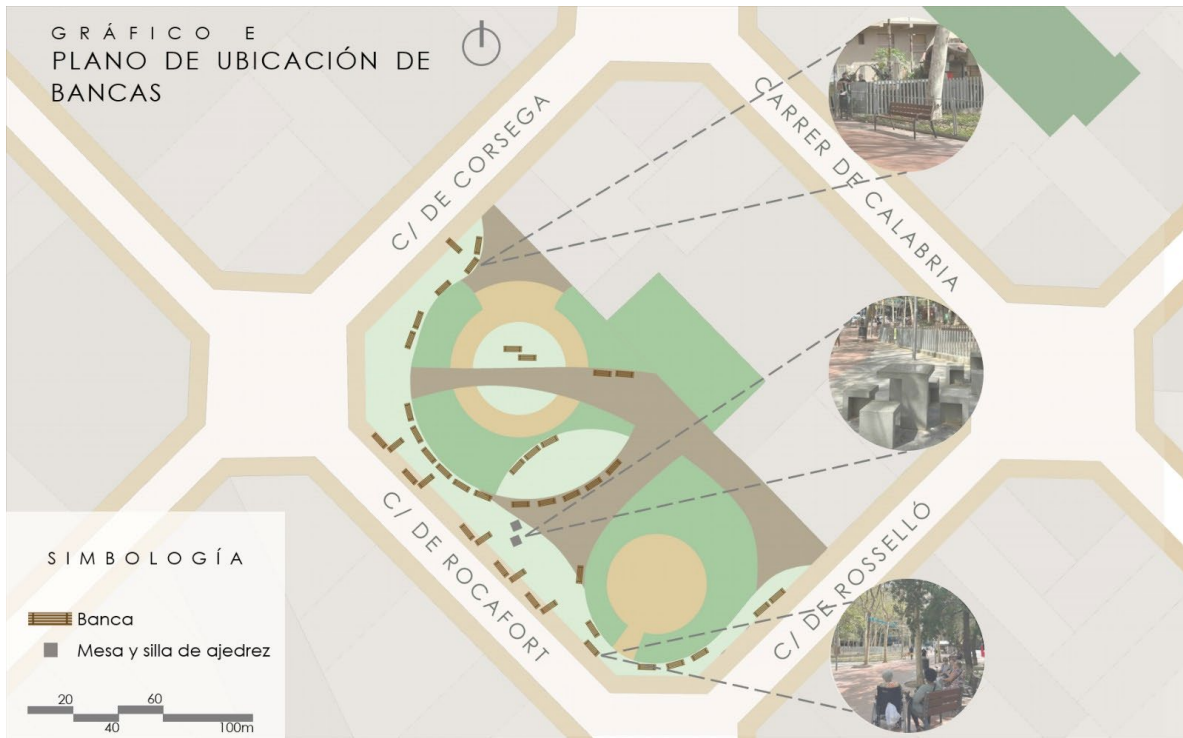 GRÁFICO E
PLANO DE UBICACIÓN DE
BANCAS
C/ DE CORSEGA
CARRER DE CALABRIA
C/ DE ROCAFORT
C/ DE ROSSELLÓ
SIMBOLOGÍA
Banca
Mesa y silla de ajedrez
20 60
40 100m